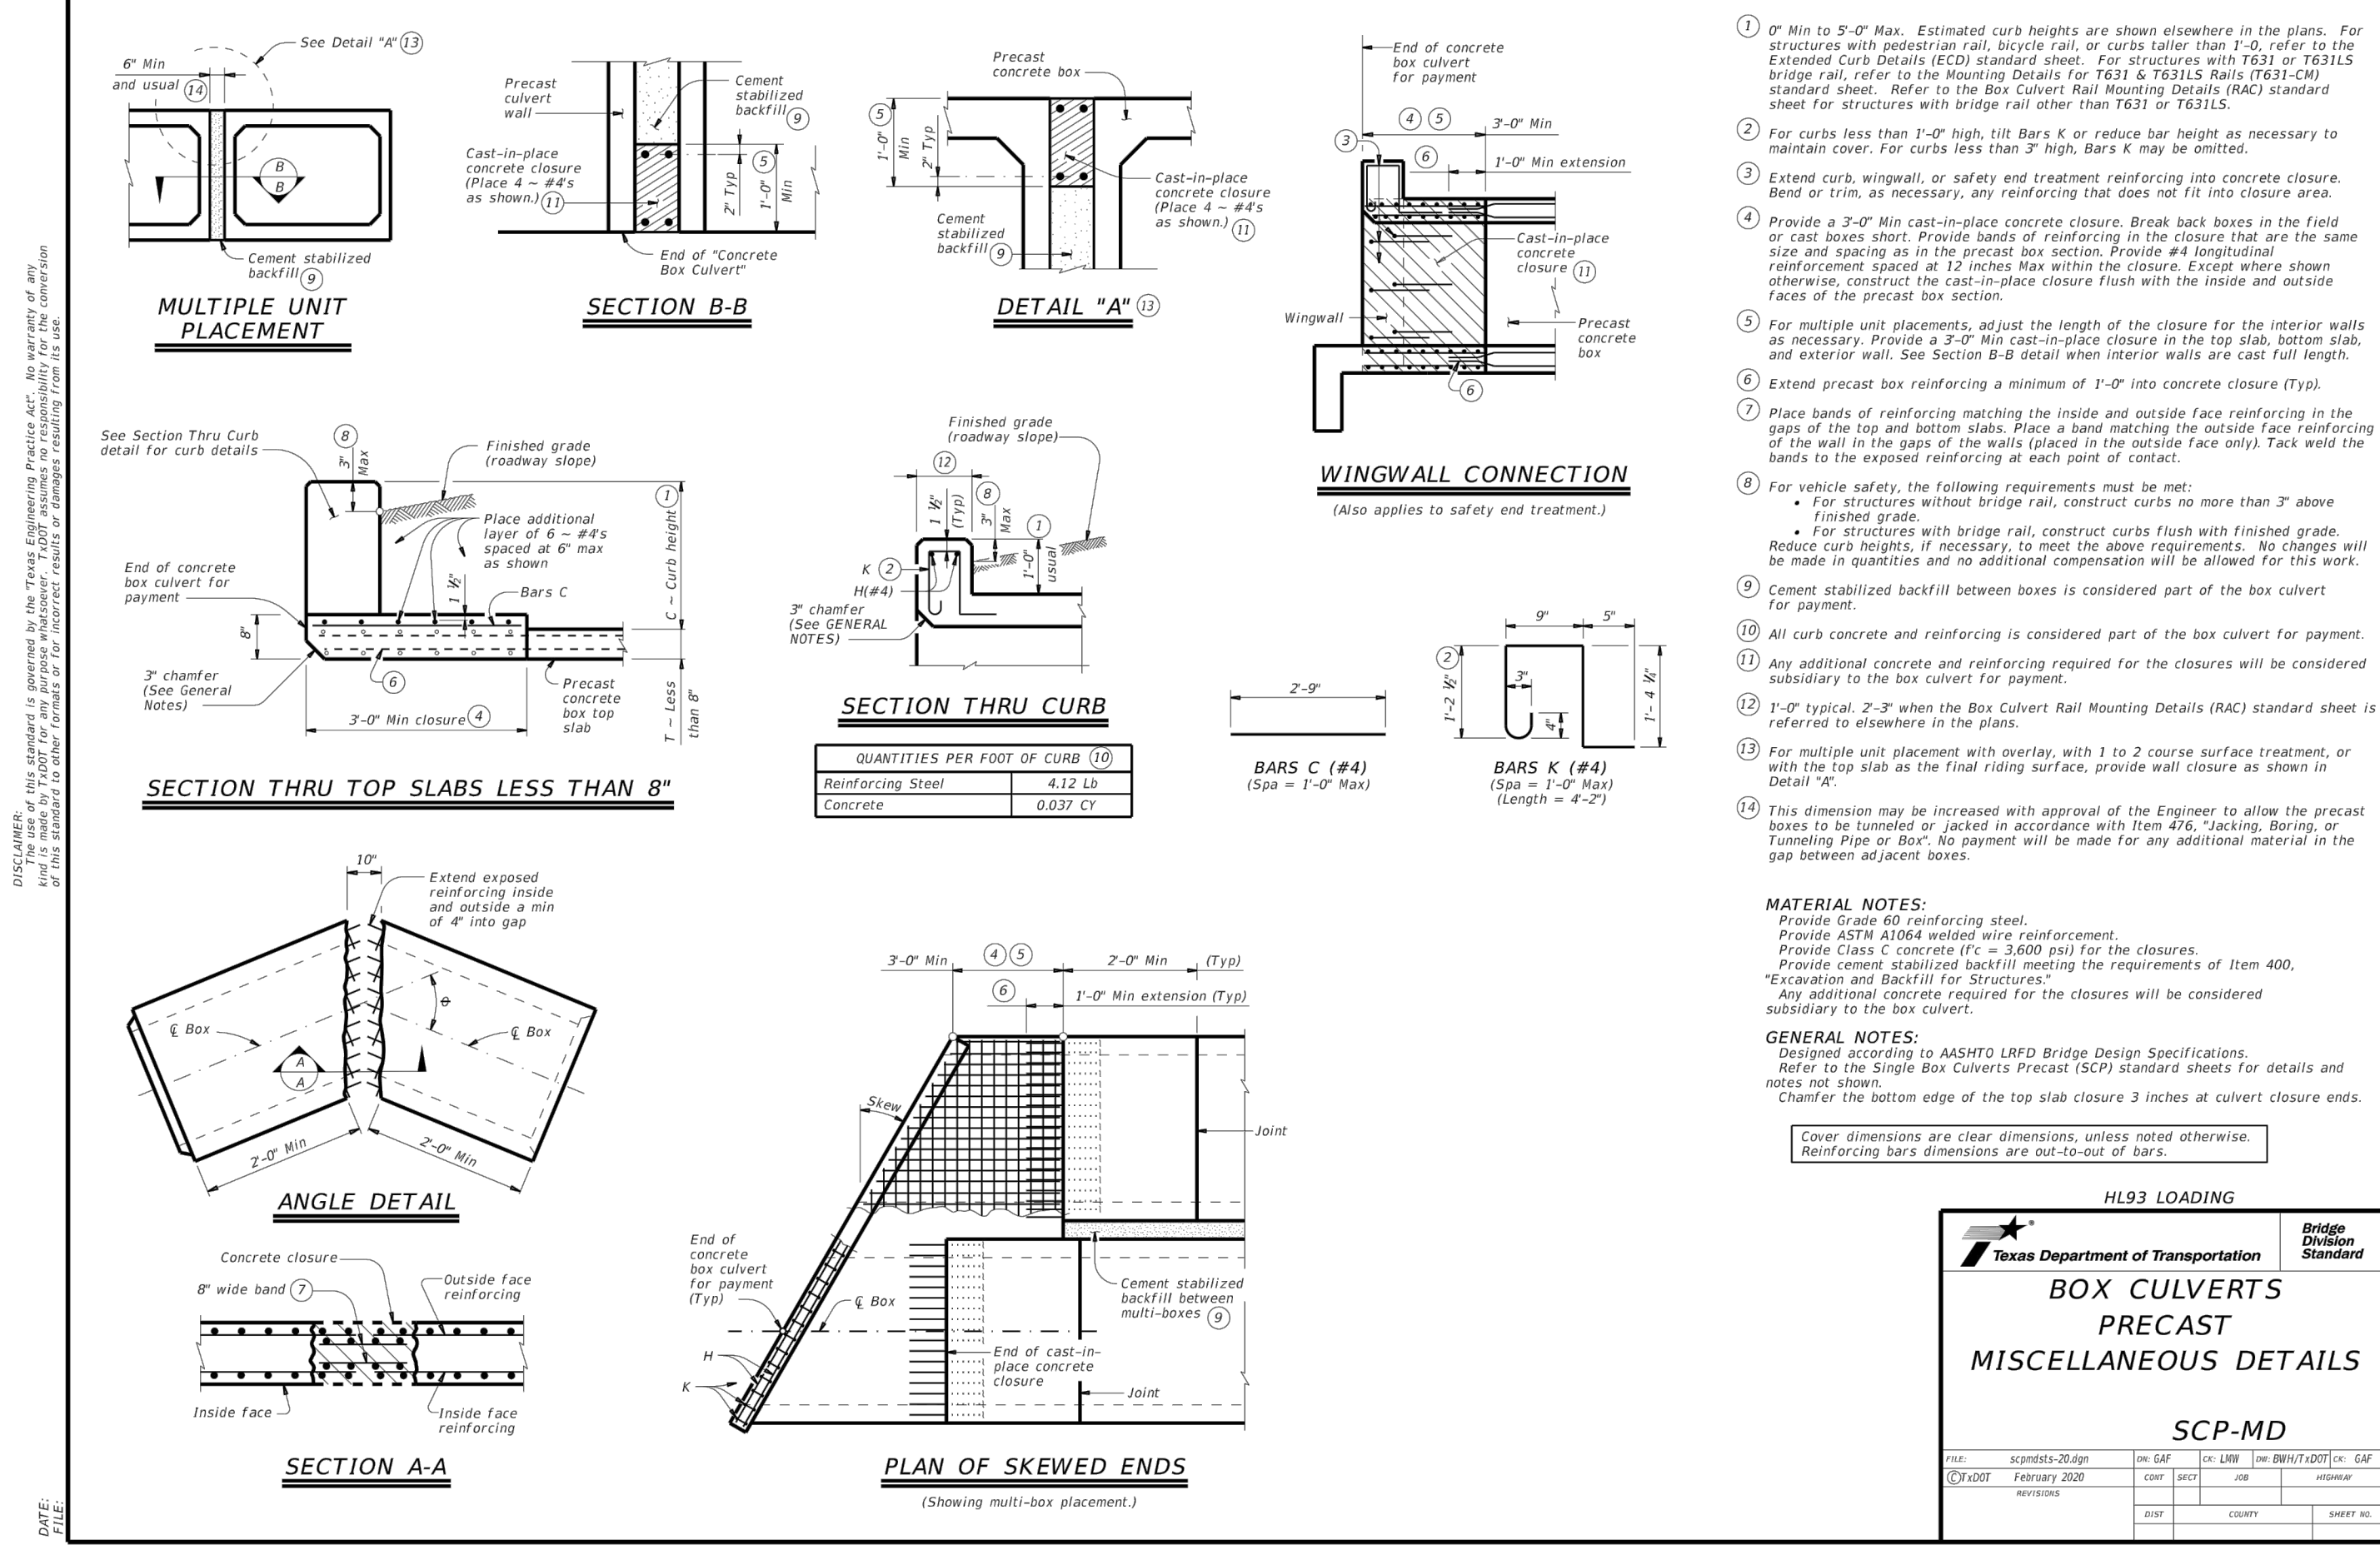 See Detail "A" 13
6" Min
and usual 14
B
B
Cement stabilized
backfill 9
MULTIPLE UNIT
PLACEMENT
Precast
culvert
wall
Cement
stabilized
backfill 9
Cast-in-place
concrete closure
(Place 4 ~ #4's
as shown.) 11
2" Typ
5
1'-0"
Min
End of "Concrete
Box Culvert"
SECTION B-B
Precast
concrete box
5
1'-0"
Min
2" Typ
Cast-in-place
concrete closure
(Place 4 ~ #4's
as shown.) 11
Cement
stabilized
backfill 9
DETAIL "A" 13
End of concrete
box culvert
for payment
4 5
3'-0" Min
3
6
1'-0" Min extension
Cast-in-place
concrete
closure 11
Wingwall
Precast
concrete
box
6
WINGWALL CONNECTION
(Also applies to safety end treatment.)
See Section Thru Curb
detail for curb details
8
3"
Max
Finished grade
(roadway slope)
1
C ~ Curb height
Place additional
layer of 6 ~ #4's
spaced at 6" max
as shown
End of concrete
box culvert for
payment
1 1/2"
Bars C
8"
3" chamfer
(See General
Notes)
6
3'-0" Min closure 4
Precast
concrete
box top
slab
T ~ Less
than 8"
SECTION THRU TOP SLABS LESS THAN 8"
Finished grade
(roadway slope)
12
1 1/2"
(Typ)
8
3"
Max
1
1'-0"
usual
K 2
H(#4)
3" chamfer
(See GENERAL
NOTES)
SECTION THRU CURB
QUANTITIES PER FOOT OF CURB 10
Reinforcing Steel 4.12 Lb
Concrete 0.037 CY
2'-9"
BARS C (#4)
(Spa = 1'-0" Max)
9" 5"
2
1'-2 1/2"
3"
4"
1'- 4 1/4"
BARS K (#4)
(Spa = 1'-0" Max)
(Length = 4'-2")
10"
Extend exposed
reinforcing inside
and outside a min
of 4" into gap
θ
℄ Box
℄ Box
A
A
2'-0" Min
2'-0" Min
ANGLE DETAIL
Concrete closure
8" wide band 7
Outside face
reinforcing
Inside face
Inside face
reinforcing
SECTION A-A
3'-0" Min
4 5
2'-0" Min (Typ)
6
1'-0" Min extension (Typ)
Skew
Joint
End of
concrete
box culvert
for payment
(Typ)
℄ Box
Cement stabilized
backfill between
multi-boxes 9
H
K
End of cast-in-
place concrete
closure
Joint
PLAN OF SKEWED ENDS
(Showing multi-box placement.)
1 0" Min to 5'-0" Max. Estimated curb heights are shown elsewhere in the plans. For
structures with pedestrian rail, bicycle rail, or curbs taller than 1'-0, refer to the
Extended Curb Details (ECD) standard sheet. For structures with T631 or T631LS
bridge rail, refer to the Mounting Details for T631 & T631LS Rails (T631-CM)
standard sheet. Refer to the Box Culvert Rail Mounting Details (RAC) standard
sheet for structures with bridge rail other than T631 or T631LS.
2 For curbs less than 1'-0" high, tilt Bars K or reduce bar height as necessary to
maintain cover. For curbs less than 3" high, Bars K may be omitted.
3 Extend curb, wingwall, or safety end treatment reinforcing into concrete closure.
Bend or trim, as necessary, any reinforcing that does not fit into closure area.
4 Provide a 3'-0" Min cast-in-place concrete closure. Break back boxes in the field
or cast boxes short. Provide bands of reinforcing in the closure that are the same
size and spacing as in the precast box section. Provide #4 longitudinal
reinforcement spaced at 12 inches Max within the closure. Except where shown
otherwise, construct the cast-in-place closure flush with the inside and outside
faces of the precast box section.
5 For multiple unit placements, adjust the length of the closure for the interior walls
as necessary. Provide a 3'-0" Min cast-in-place closure in the top slab, bottom slab,
and exterior wall. See Section B-B detail when interior walls are cast full length.
6 Extend precast box reinforcing a minimum of 1'-0" into concrete closure (Typ).
7 Place bands of reinforcing matching the inside and outside face reinforcing in the
gaps of the top and bottom slabs. Place a band matching the outside face reinforcing
of the wall in the gaps of the walls (placed in the outside face only). Tack weld the
bands to the exposed reinforcing at each point of contact.
8 For vehicle safety, the following requirements must be met:
• For structures without bridge rail, construct curbs no more than 3" above
finished grade.
• For structures with bridge rail, construct curbs flush with finished grade.
Reduce curb heights, if necessary, to meet the above requirements. No changes will
be made in quantities and no additional compensation will be allowed for this work.
9 Cement stabilized backfill between boxes is considered part of the box culvert
for payment.
10 All curb concrete and reinforcing is considered part of the box culvert for payment.
11 Any additional concrete and reinforcing required for the closures will be considered
subsidiary to the box culvert for payment.
12 1'-0" typical. 2'-3" when the Box Culvert Rail Mounting Details (RAC) standard sheet is
referred to elsewhere in the plans.
13 For multiple unit placement with overlay, with 1 to 2 course surface treatment, or
with the top slab as the final riding surface, provide wall closure as shown in
Detail "A".
14 This dimension may be increased with approval of the Engineer to allow the precast
boxes to be tunneled or jacked in accordance with Item 476, "Jacking, Boring, or
Tunneling Pipe or Box". No payment will be made for any additional material in the
gap between adjacent boxes.
MATERIAL NOTES:
Provide Grade 60 reinforcing steel.
Provide ASTM A1064 welded wire reinforcement.
Provide Class C concrete (f'c = 3,600 psi) for the closures.
Provide cement stabilized backfill meeting the requirements of Item 400,
"Excavation and Backfill for Structures."
Any additional concrete required for the closures will be considered
subsidiary to the box culvert.
GENERAL NOTES:
Designed according to AASHTO LRFD Bridge Design Specifications.
Refer to the Single Box Culverts Precast (SCP) standard sheets for details and
notes not shown.
Chamfer the bottom edge of the top slab closure 3 inches at culvert closure ends.
Cover dimensions are clear dimensions, unless noted otherwise.
Reinforcing bars dimensions are out-to-out of bars.
HL93 LOADING
Texas Department of Transportation ®
Bridge
Division
Standard
BOX CULVERTS
PRECAST
MISCELLANEOUS DETAILS
SCP-MD
FILE: scpmdsts-20.dgn DN: GAF CK: LMW DW: BWH/TxDOT CK: GAF
©TxDOT February 2020 CONT SECT JOB HIGHWAY
REVISIONS
DIST COUNTY SHEET NO.
DISCLAIMER:
The use of this standard is governed by the "Texas Engineering Practice Act". No warranty of any
kind is made by TxDOT for any purpose whatsoever. TxDOT assumes no responsibility for the conversion
of this standard to other formats or for incorrect results or damages resulting from its use.
DATE:
FILE: